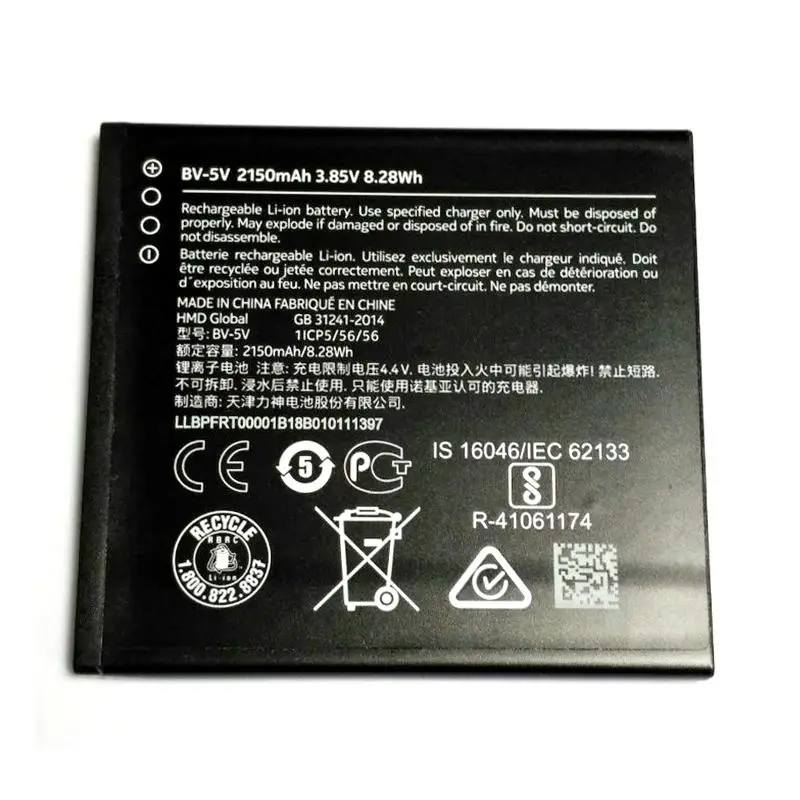 BV-5V 2150mAh 3.85V 8.28Wh
Rechargeable Li-ion battery. Use specified charger only. Must be disposed of
properly. May explode if damaged or disposed of in fire. Do not short-circuit. Do
not disassemble.
Batterie rechargeable Li-ion. Utilisez exclusivement le chargeur indiqué. Doit
être recyclée ou jetée correctement. Peut exploser en cas de détérioration ou
d´exposition au feu. Ne pas mettre en court-circuit. Ne pas démonter.
MADE IN CHINA FABRIQUÉ EN CHINE
HMD Global GB 31241-2014
型号: BV-5V 1ICP5/56/56
额定容量: 2150mAh/8.28Wh
锂离子电池 注意: 充电限制电压4.4V. 电池投入火中可能引起爆炸! 禁止短路.
不可拆卸. 浸水后禁止使用. 只能使用诺基亚认可的充电器.
制造商: 天津力神电池股份有限公司.
LLBPFRT00001B18B010111397
CE 5 PCT
IS 16046/IEC 62133
R-41061174
RECYCLE
RBRC
Li-ion
1.800.822.8837